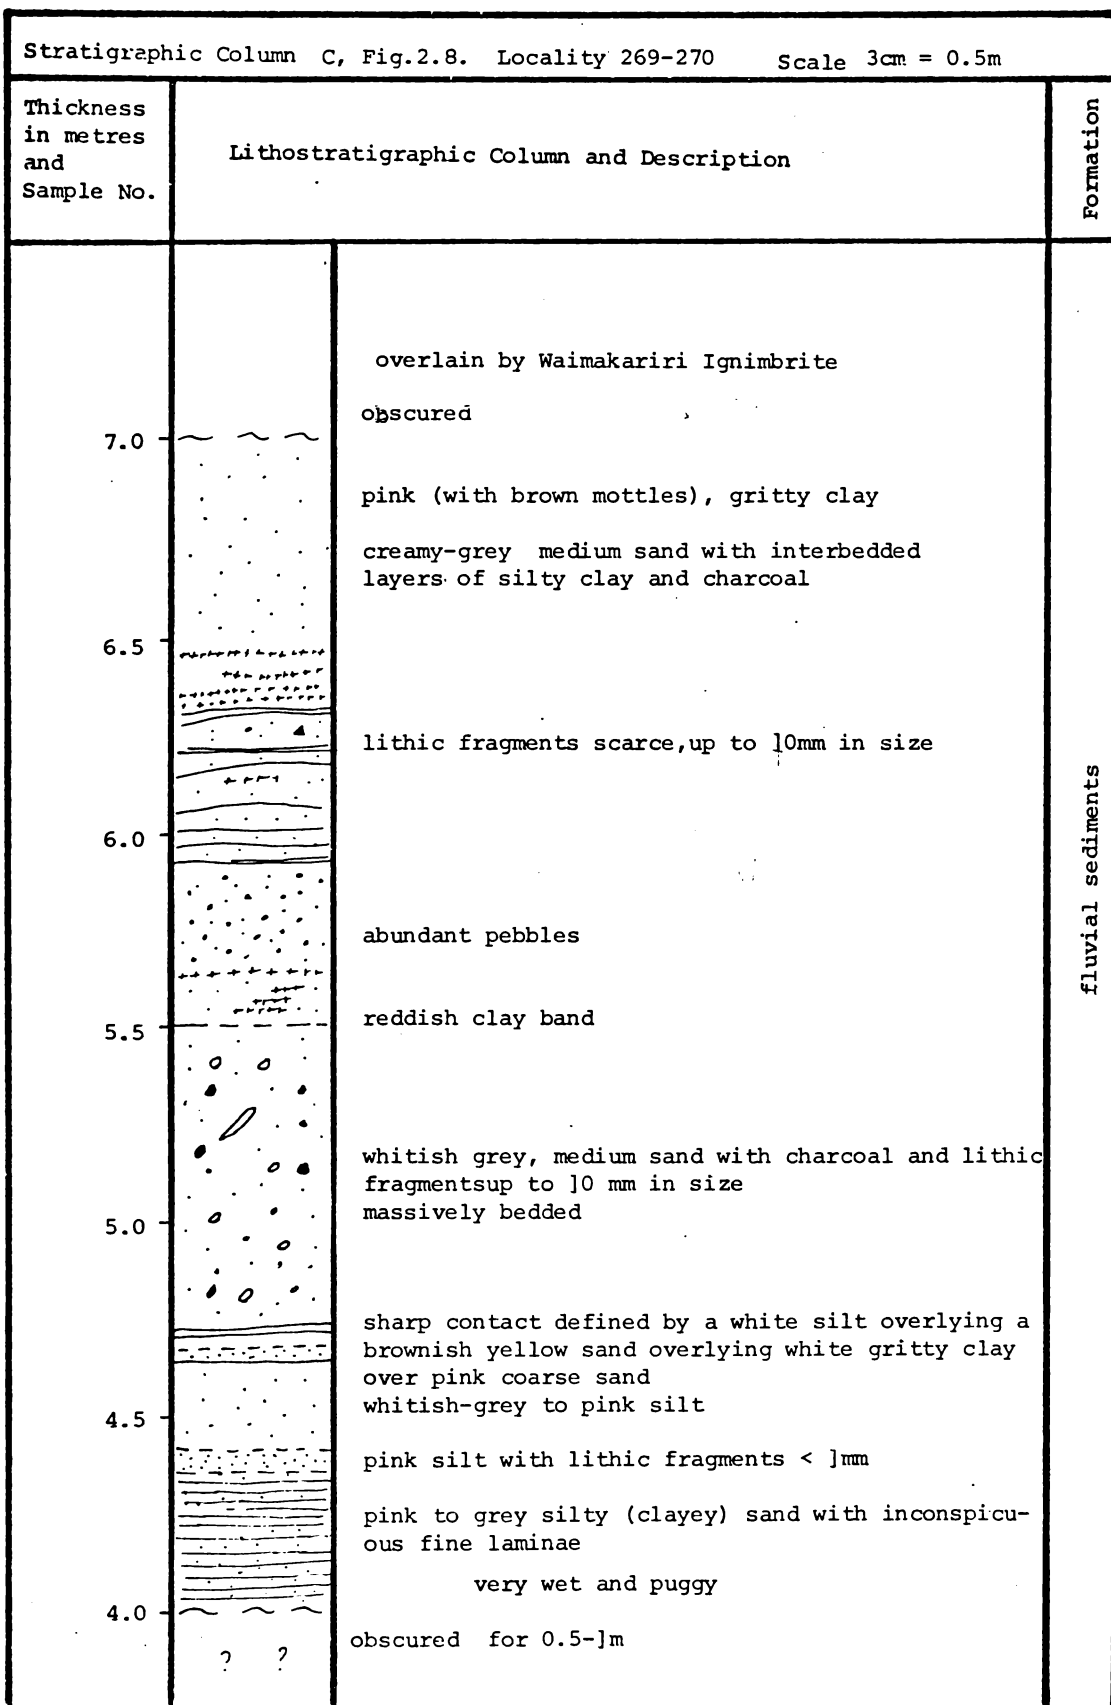 Stratigraphic Column C, Fig.2.8. Locality 269-270 Scale 3cm = 0.5m
Thickness
in metres
and
Sample No.
Lithostratigraphic Column and Description
Formation
overlain by Waimakariri Ignimbrite
obscured
7.0
pink (with brown mottles), gritty clay
creamy-grey medium sand with interbedded
layers of silty clay and charcoal
6.5
lithic fragments scarce,up to 10mm in size
6.0
fluvial sediments
abundant pebbles
reddish clay band
5.5
whitish grey, medium sand with charcoal and lithic
fragmentsup to 10 mm in size
massively bedded
5.0
sharp contact defined by a white silt overlying a
brownish yellow sand overlying white gritty clay
over pink coarse sand
whitish-grey to pink silt
4.5
pink silt with lithic fragments < 1mm
pink to grey silty (clayey) sand with inconspicu-
ous fine laminae
very wet and puggy
4.0
obscured for 0.5-1m
? ?